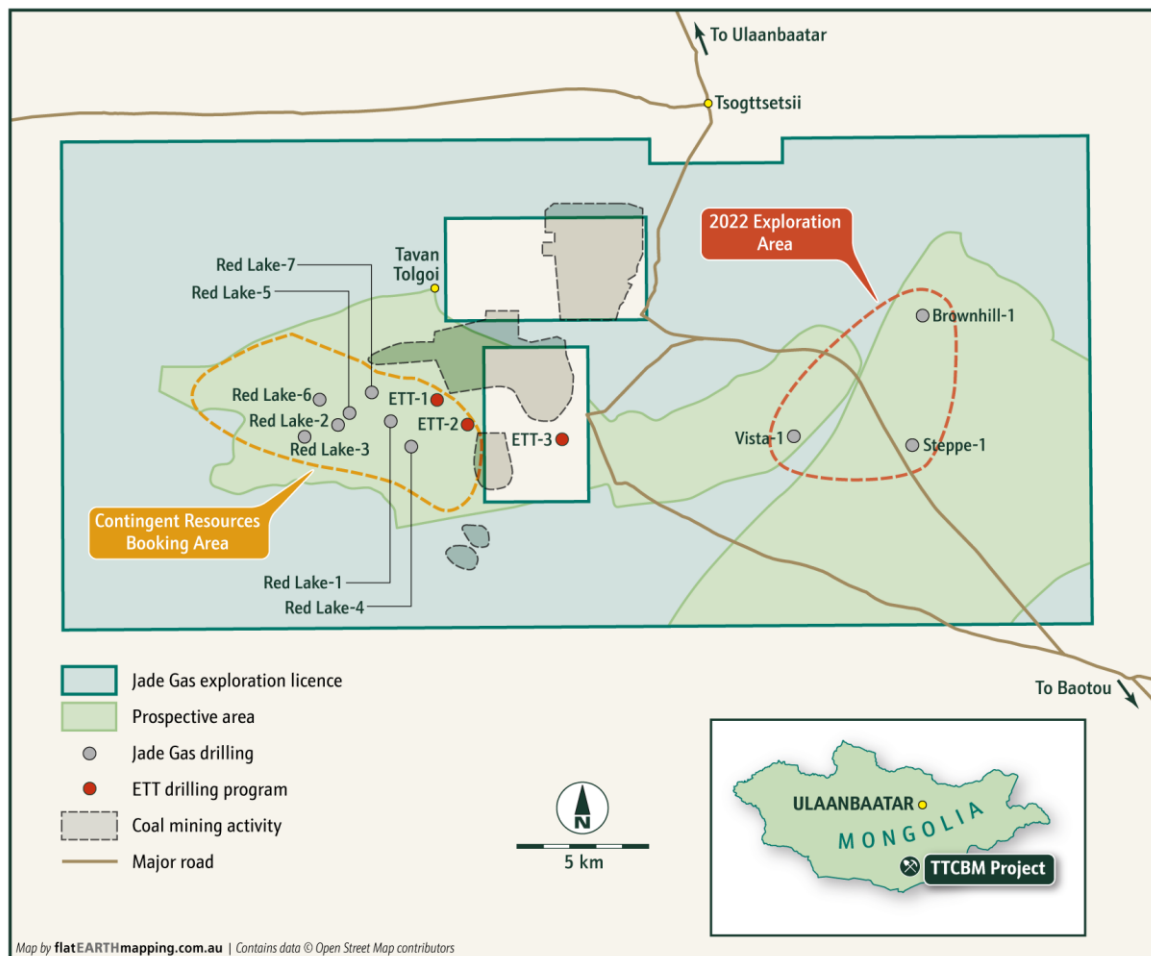 To Ulaanbaatar
Tsogttsetsii
2022 Exploration
Area
Tavan
Tolgoi
Red Lake-7
Red Lake-5
Brownhill-1
Red Lake-6
ETT-1
Red Lake-2
ETT-2
Red Lake-3
ETT-3
Vista-1
Steppe-1
Contingent Resources
Booking Area
Red Lake-1
Red Lake-4
Jade Gas exploration licence
To Baotou
Prospective area
Jade Gas drilling
ETT drilling program
Coal mining activity
Major road
N
5 km
ULAANBAATAR
MONGOLIA
TTCBM Project
Map by flatEARTHmapping.com.au | Contains data © Open Street Map contributors